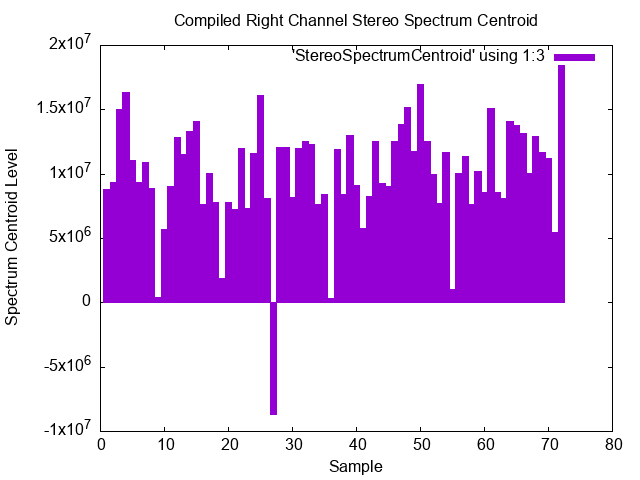 Compiled Right Channel Stereo Spectrum Centroid
'StereoSpectrumCentroid' using 1:3
Spectrum Centroid Level
2x10^7
1.5x10^7
1x10^7
5x10^6
0
-5x10^6
-1x10^7
0 10 20 30 40 50 60 70 80
Sample